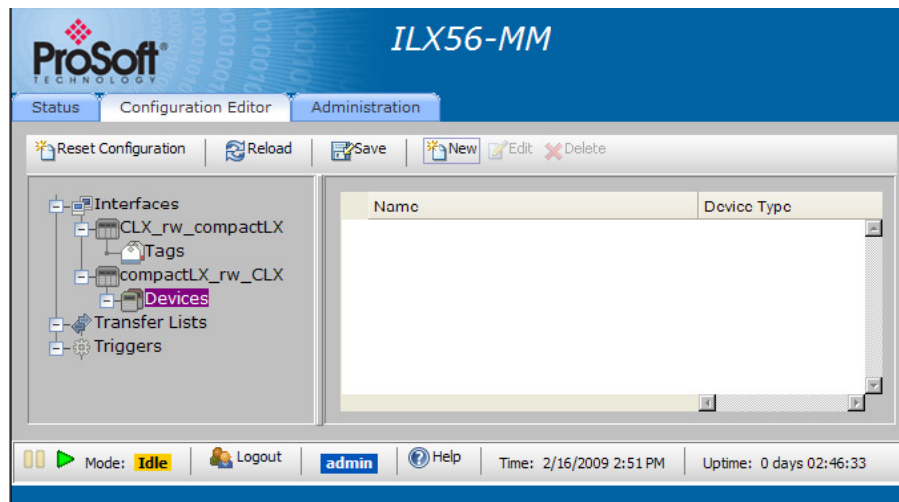 ProSoft®
TECHNOLOGY
ILX56-MM
Status Configuration Editor Administration
Reset Configuration Reload Save New Edit Delete
Interfaces
CLX_rw_compactLX
Tags
compactLX_rw_CLX
Devices
Transfer Lists
Triggers
Name Device Type
Mode: Idle Logout admin Help Time: 2/16/2009 2:51 PM Uptime: 0 days 02:46:33